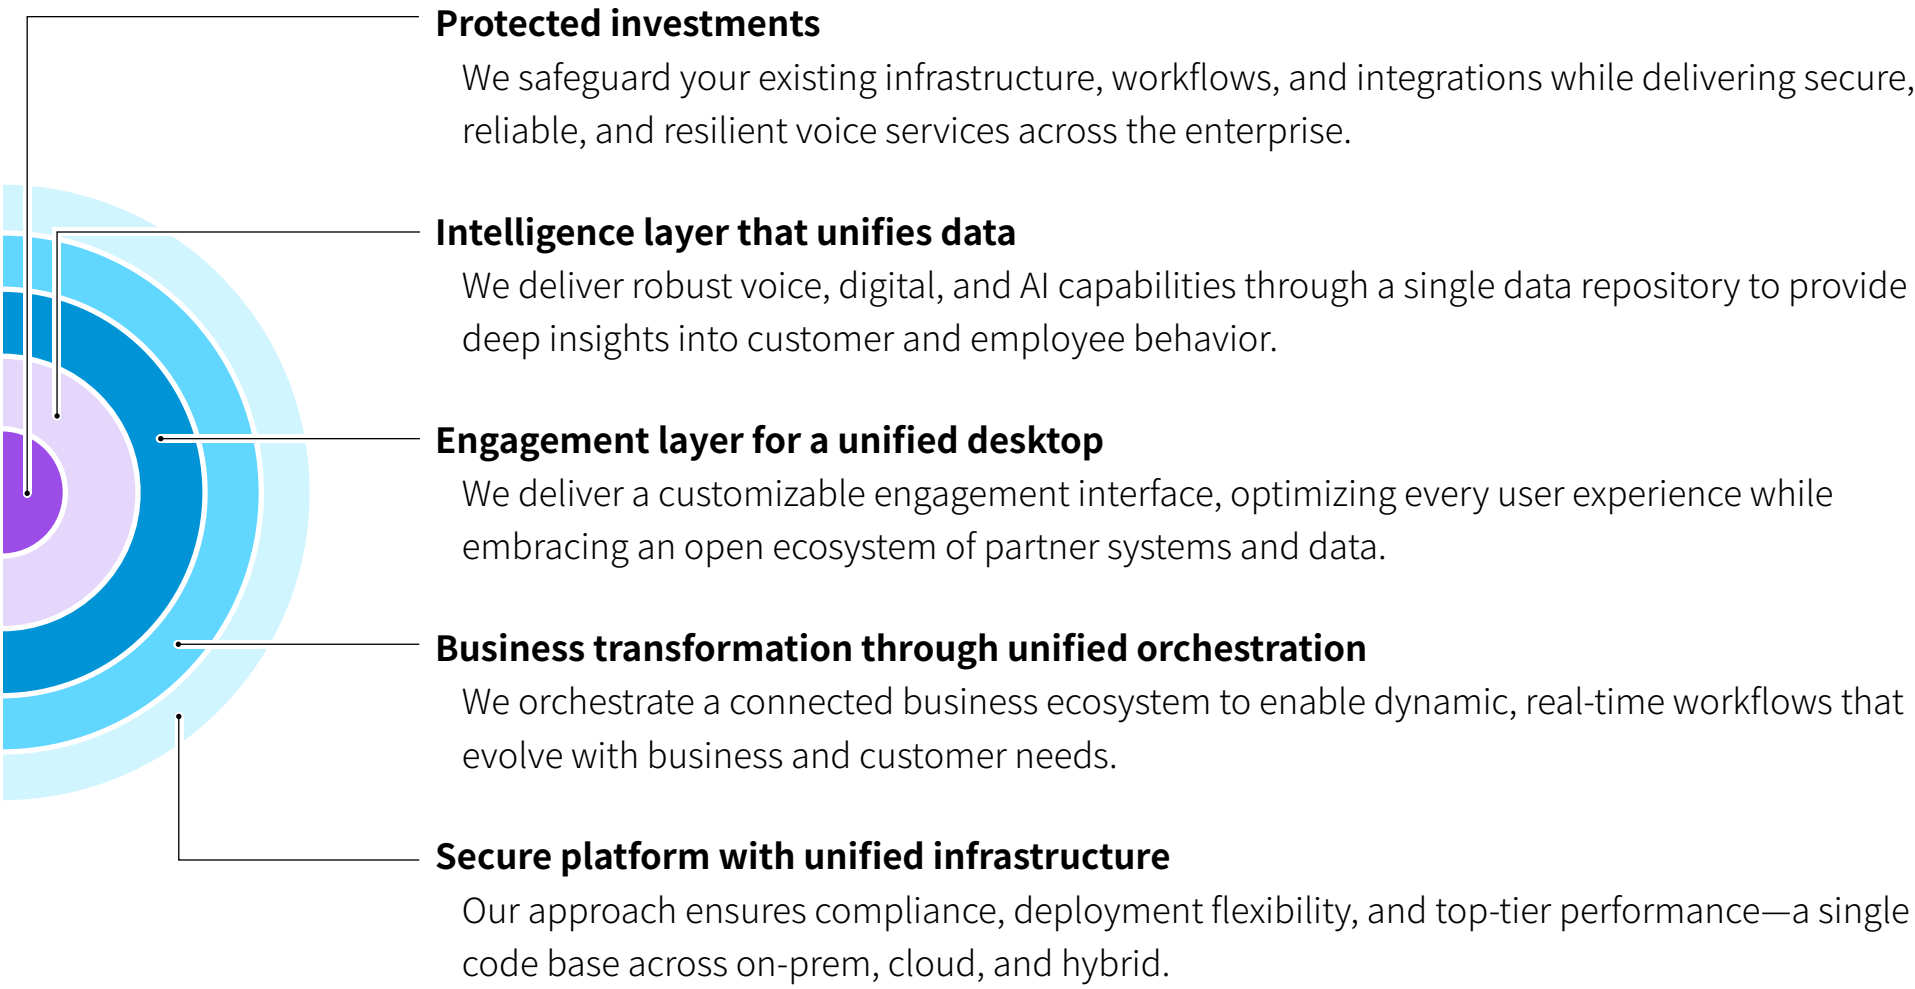 Protected investments
We safeguard your existing infrastructure, workflows, and integrations while delivering secure,
reliable, and resilient voice services across the enterprise.
Intelligence layer that unifies data
We deliver robust voice, digital, and AI capabilities through a single data repository to provide
deep insights into customer and employee behavior.
Engagement layer for a unified desktop
We deliver a customizable engagement interface, optimizing every user experience while
embracing an open ecosystem of partner systems and data.
Business transformation through unified orchestration
We orchestrate a connected business ecosystem to enable dynamic, real-time workflows that
evolve with business and customer needs.
Secure platform with unified infrastructure
Our approach ensures compliance, deployment flexibility, and top-tier performance—a single
code base across on-prem, cloud, and hybrid.